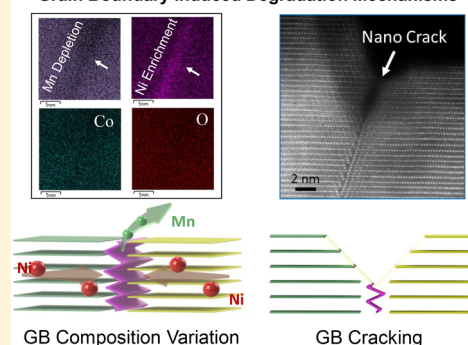 Grain Boundary Induced Degradation Mechanisms
Mn Depletion
Ni Enrichment
5nm
5nm
Co
O
5nm
5nm
Nano Crack
2 nm
Mn
Ni
Ni
GB Composition Variation
GB Cracking